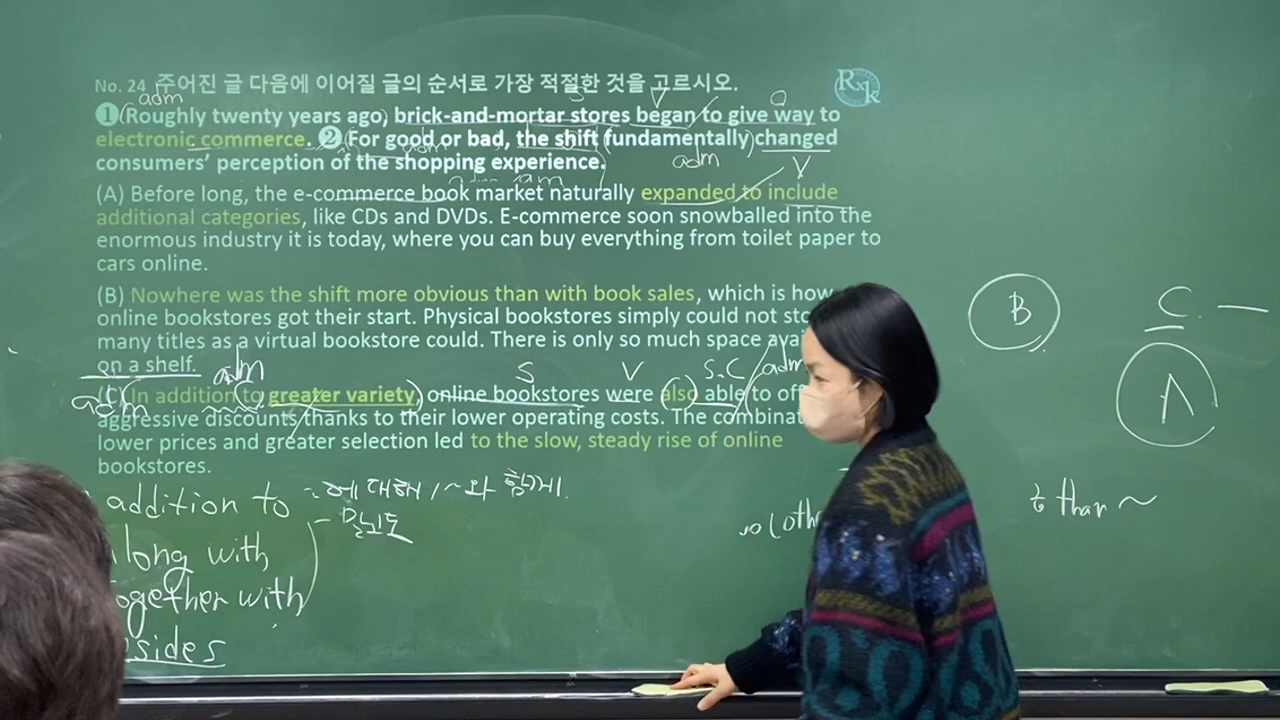 No. 24 주어진 글 다음에 이어질 글의 순서로 가장 적절한 것을 고르시오.
Rxk
adm S V O
❶(Roughly twenty years ago) brick-and-mortar stores began to give way to
electronic commerce. ❷(For good or bad, the shift (fundamentally) changed
consumers' perception of the shopping experience.
adm V
(A) Before long, the e-commerce book market naturally expanded to include
additional categories, like CDs and DVDs. E-commerce soon snowballed into the
enormous industry it is today, where you can buy everything from toilet paper to
cars online.
(B) Nowhere was the shift more obvious than with book sales, which is how
online bookstores got their start. Physical bookstores simply could not
many titles as a virtual bookstore could. There is only so much space
on a shelf.
adm S V S.C adm
(C) (In addition to greater variety) online bookstores were (also) able to
adm
aggressive discounts thanks to their lower operating costs. The
lower prices and greater selection led to the slow, steady rise of online
bookstores.
B C. —
A
addition to ~에 대해 / ~와 함께
along with
together with
than ~